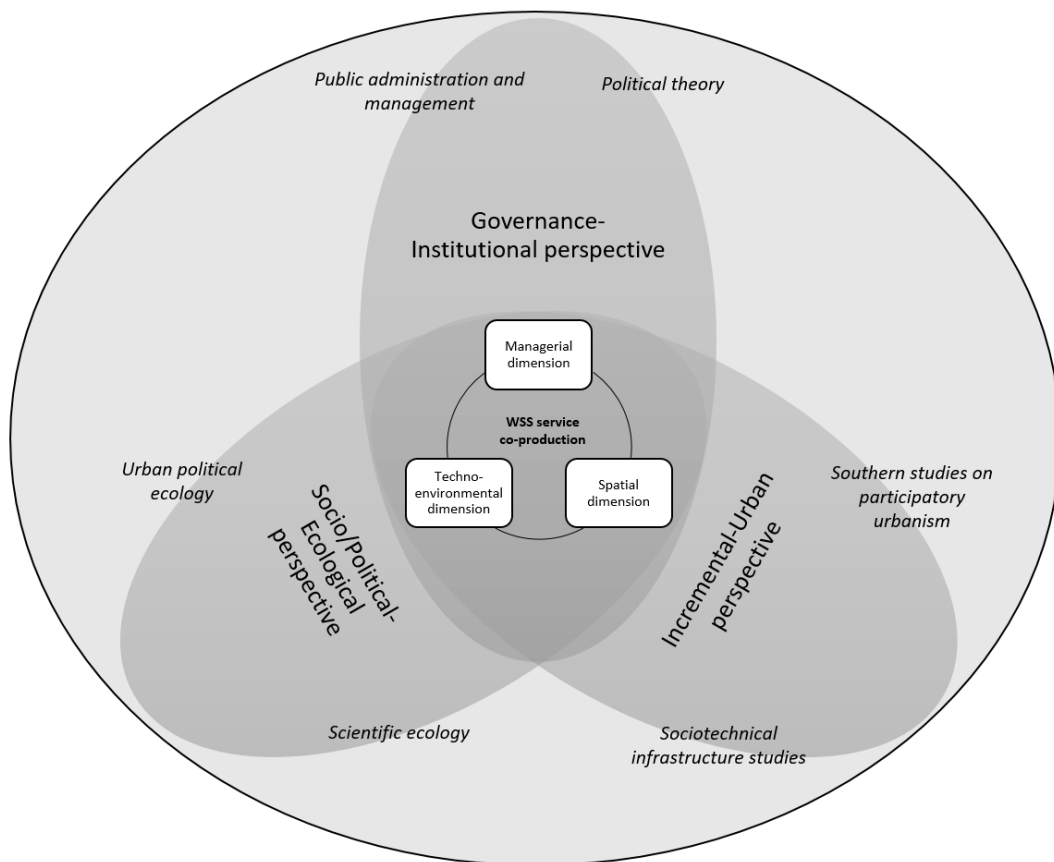 Public administration and
management
Political theory
Governance-
Institutional perspective
Managerial
dimension
WSS service
co-production
Techno-
environmental
dimension
Spatial
dimension
Urban political
ecology
Socio/Political-
Ecological
perspective
Incremental-Urban
perspective
Southern studies on
participatory
urbanism
Scientific ecology
Sociotechnical
infrastructure studies